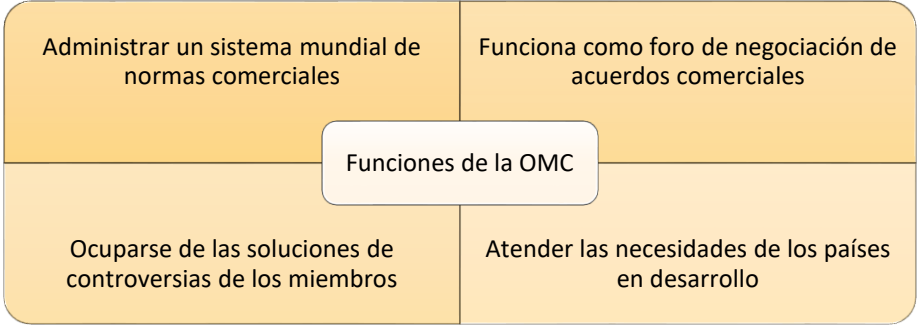 Administrar un sistema mundial de
normas comerciales
Funciona como foro de negociación de
acuerdos comerciales
Funciones de la OMC
Ocuparse de las soluciones de
controversias de los miembros
Atender las necesidades de los países
en desarrollo